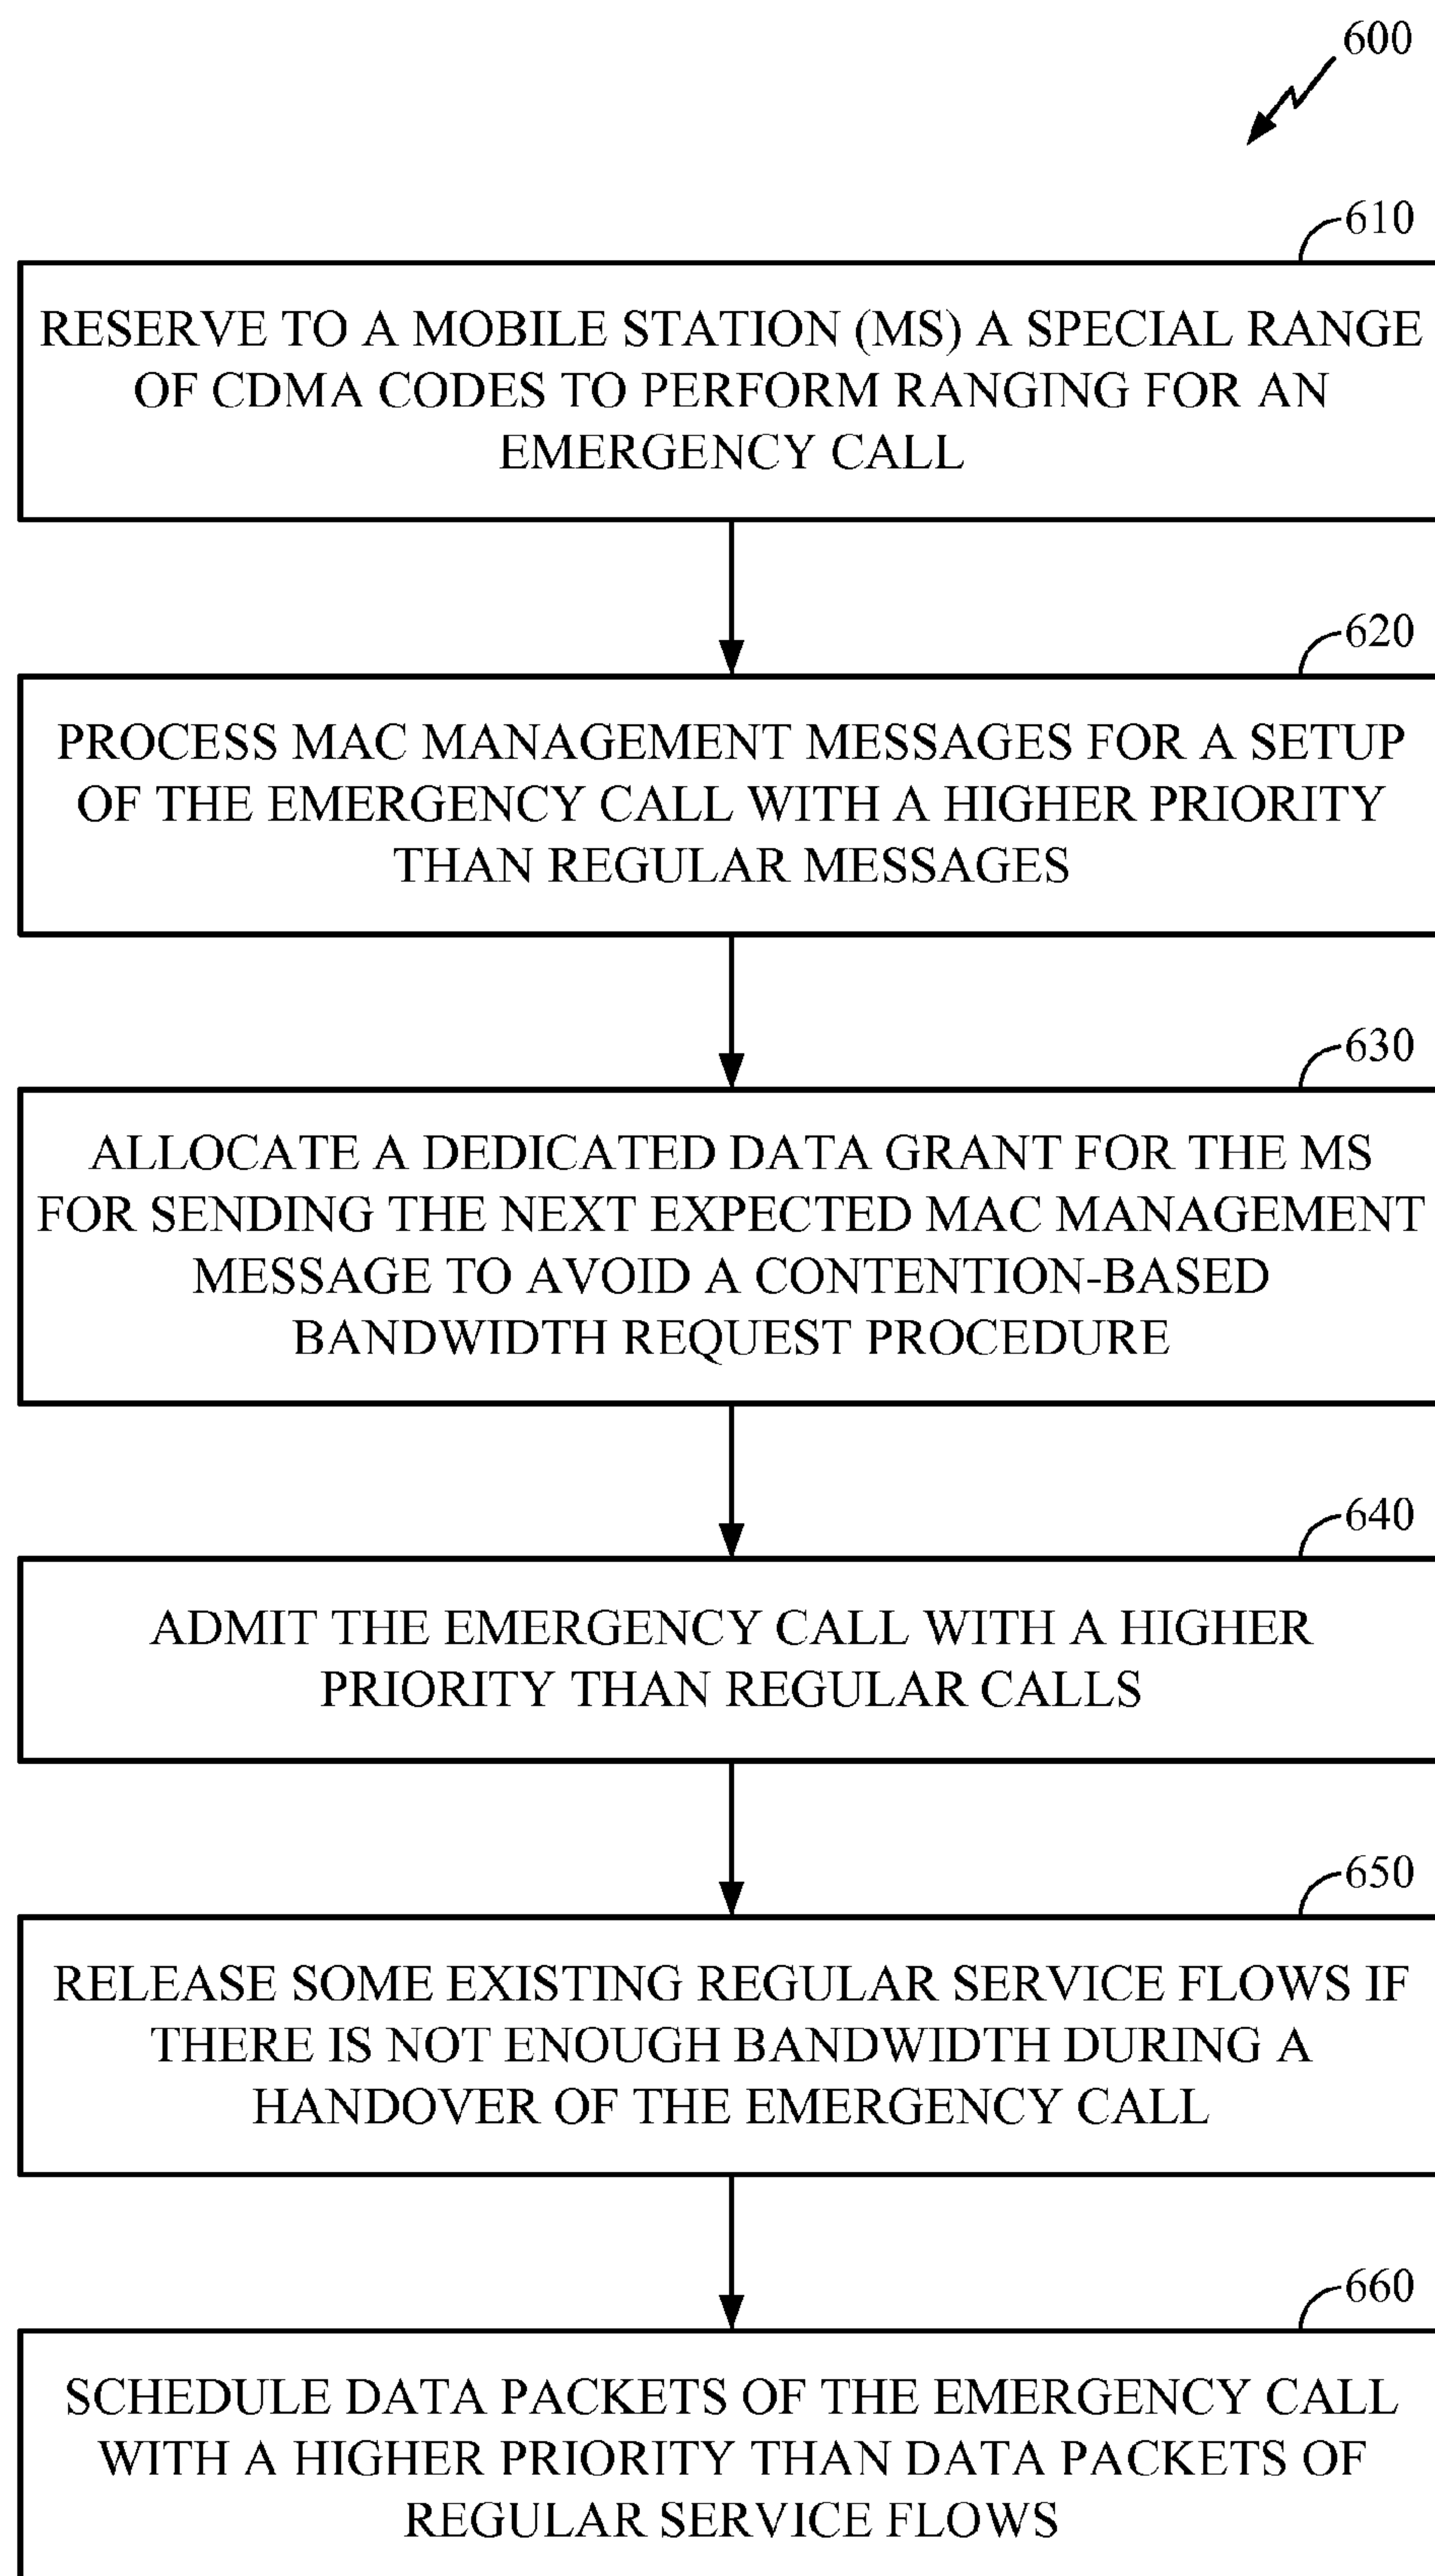 600
610
RESERVE TO A MOBILE STATION (MS) A SPECIAL RANGE
OF CDMA CODES TO PERFORM RANGING FOR AN
EMERGENCY CALL
620
PROCESS MAC MANAGEMENT MESSAGES FOR A SETUP
OF THE EMERGENCY CALL WITH A HIGHER PRIORITY
THAN REGULAR MESSAGES
630
ALLOCATE A DEDICATED DATA GRANT FOR THE MS
FOR SENDING THE NEXT EXPECTED MAC MANAGEMENT
MESSAGE TO AVOID A CONTENTION-BASED
BANDWIDTH REQUEST PROCEDURE
640
ADMIT THE EMERGENCY CALL WITH A HIGHER
PRIORITY THAN REGULAR CALLS
650
RELEASE SOME EXISTING REGULAR SERVICE FLOWS IF
THERE IS NOT ENOUGH BANDWIDTH DURING A
HANDOVER OF THE EMERGENCY CALL
660
SCHEDULE DATA PACKETS OF THE EMERGENCY CALL
WITH A HIGHER PRIORITY THAN DATA PACKETS OF
REGULAR SERVICE FLOWS